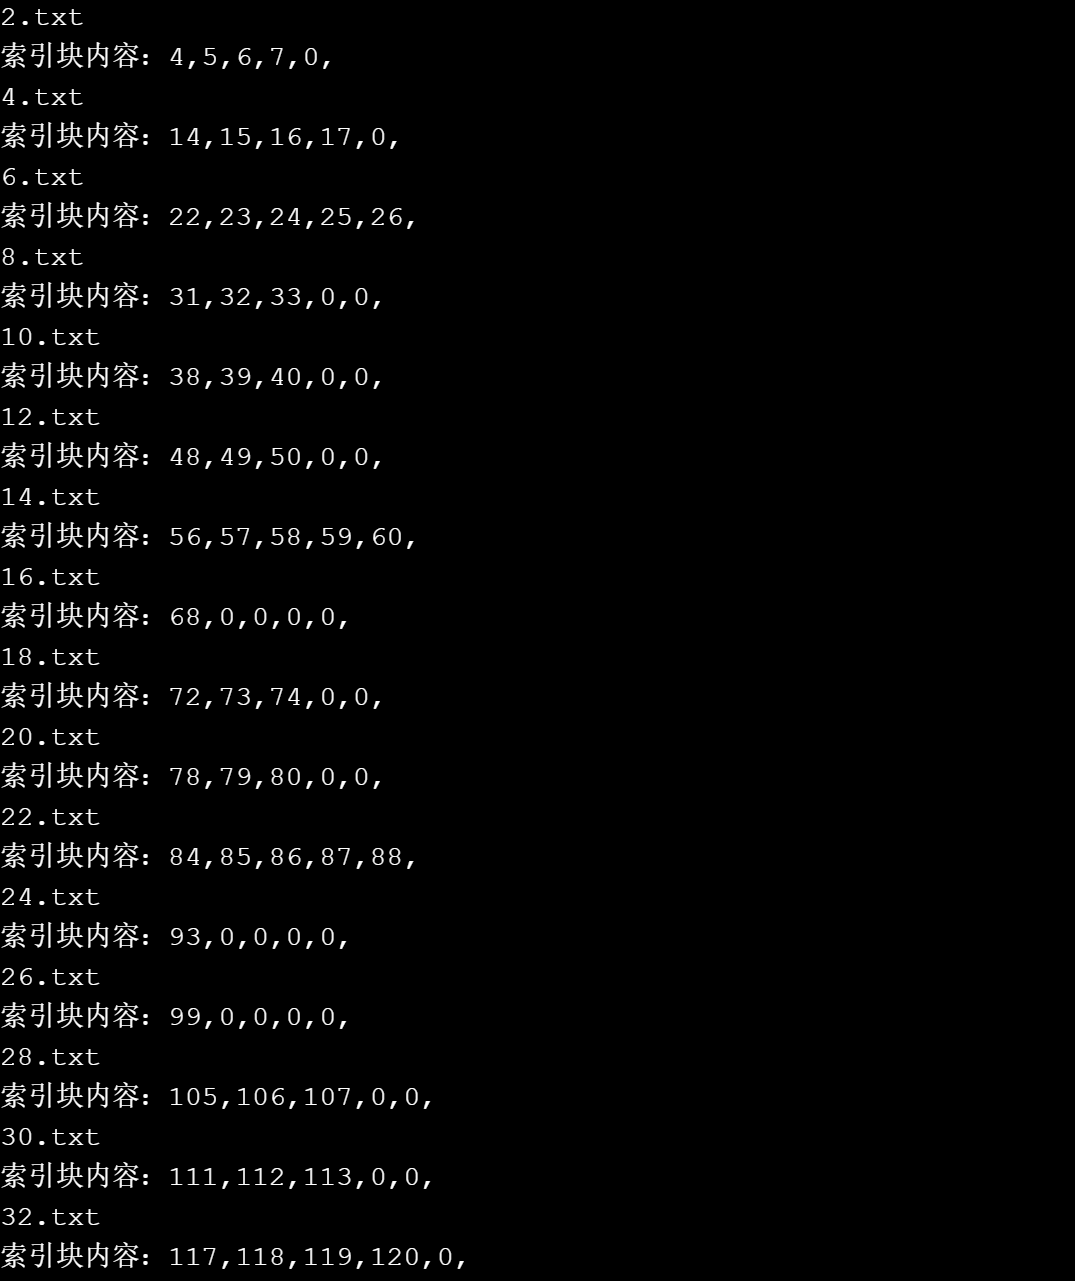 2.txt
索引块内容：4,5,6,7,0,
4.txt
索引块内容：14,15,16,17,0,
6.txt
索引块内容：22,23,24,25,26,
8.txt
索引块内容：31,32,33,0,0,
10.txt
索引块内容：38,39,40,0,0,
12.txt
索引块内容：48,49,50,0,0,
14.txt
索引块内容：56,57,58,59,60,
16.txt
索引块内容：68,0,0,0,0,
18.txt
索引块内容：72,73,74,0,0,
20.txt
索引块内容：78,79,80,0,0,
22.txt
索引块内容：84,85,86,87,88,
24.txt
索引块内容：93,0,0,0,0,
26.txt
索引块内容：99,0,0,0,0,
28.txt
索引块内容：105,106,107,0,0,
30.txt
索引块内容：111,112,113,0,0,
32.txt
索引块内容：117,118,119,120,0,